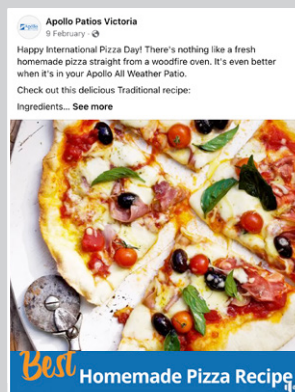 Apollo Patios Victoria
9 February ·
Happy International Pizza Day! There's nothing like a fresh
homemade pizza straight from a woodfire oven. It's even better
when it's in your Apollo All Weather Patio.
Check out this delicious Traditional recipe:
Ingredients... See more
Best Homemade Pizza Recipe